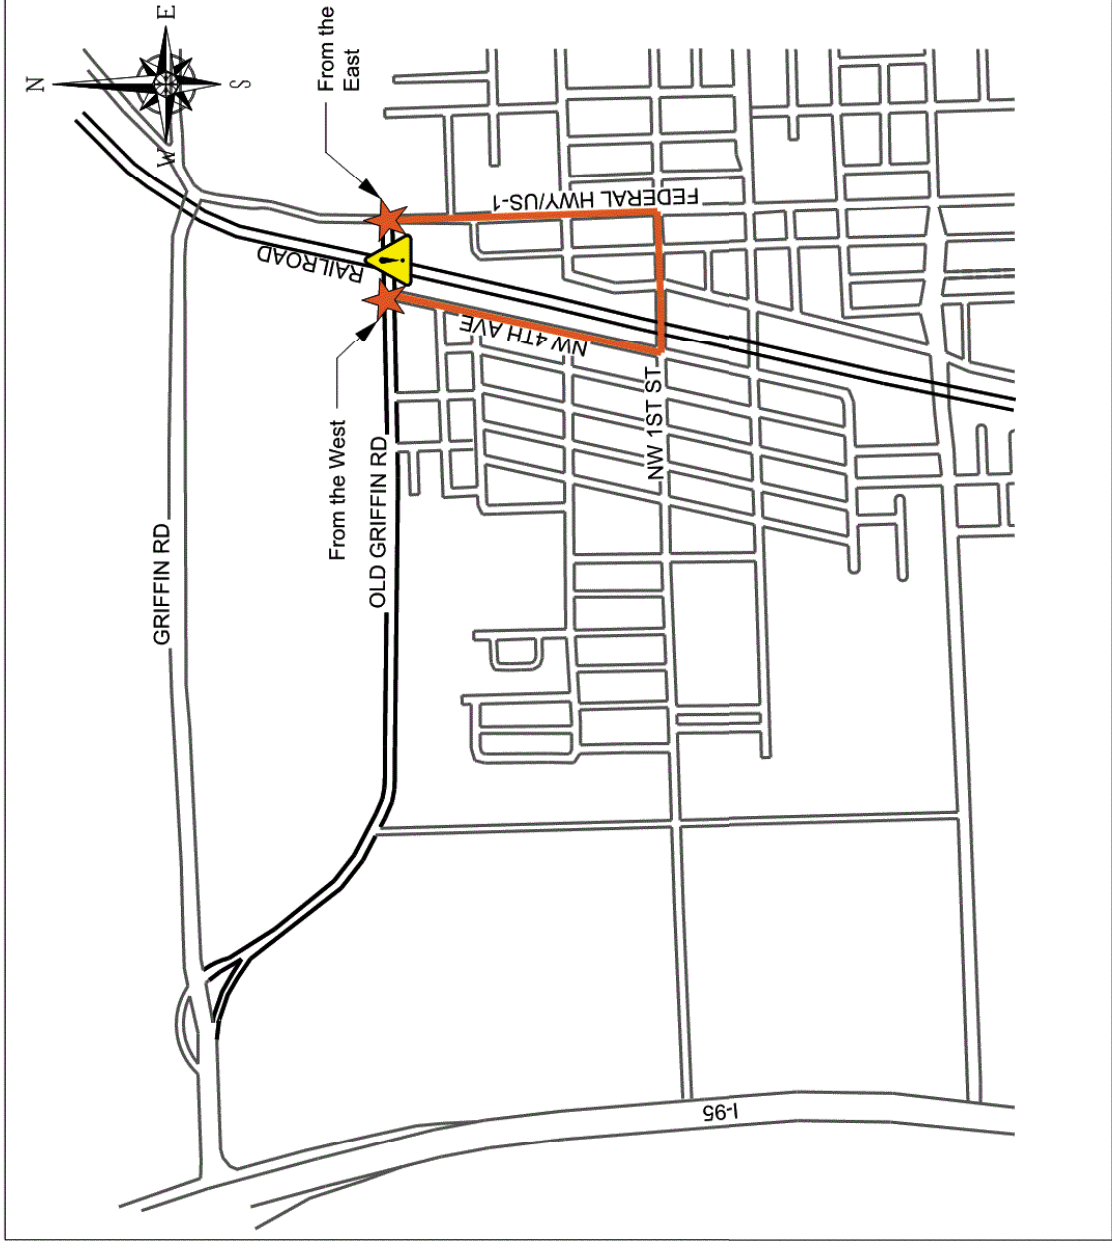 N
E
S
W
From the
East
FEDERAL HWY/US-1
RAILROAD
NW 4TH AVE
NW 1ST ST
From the West
OLD GRIFFIN RD
GRIFFIN RD
I-95
!